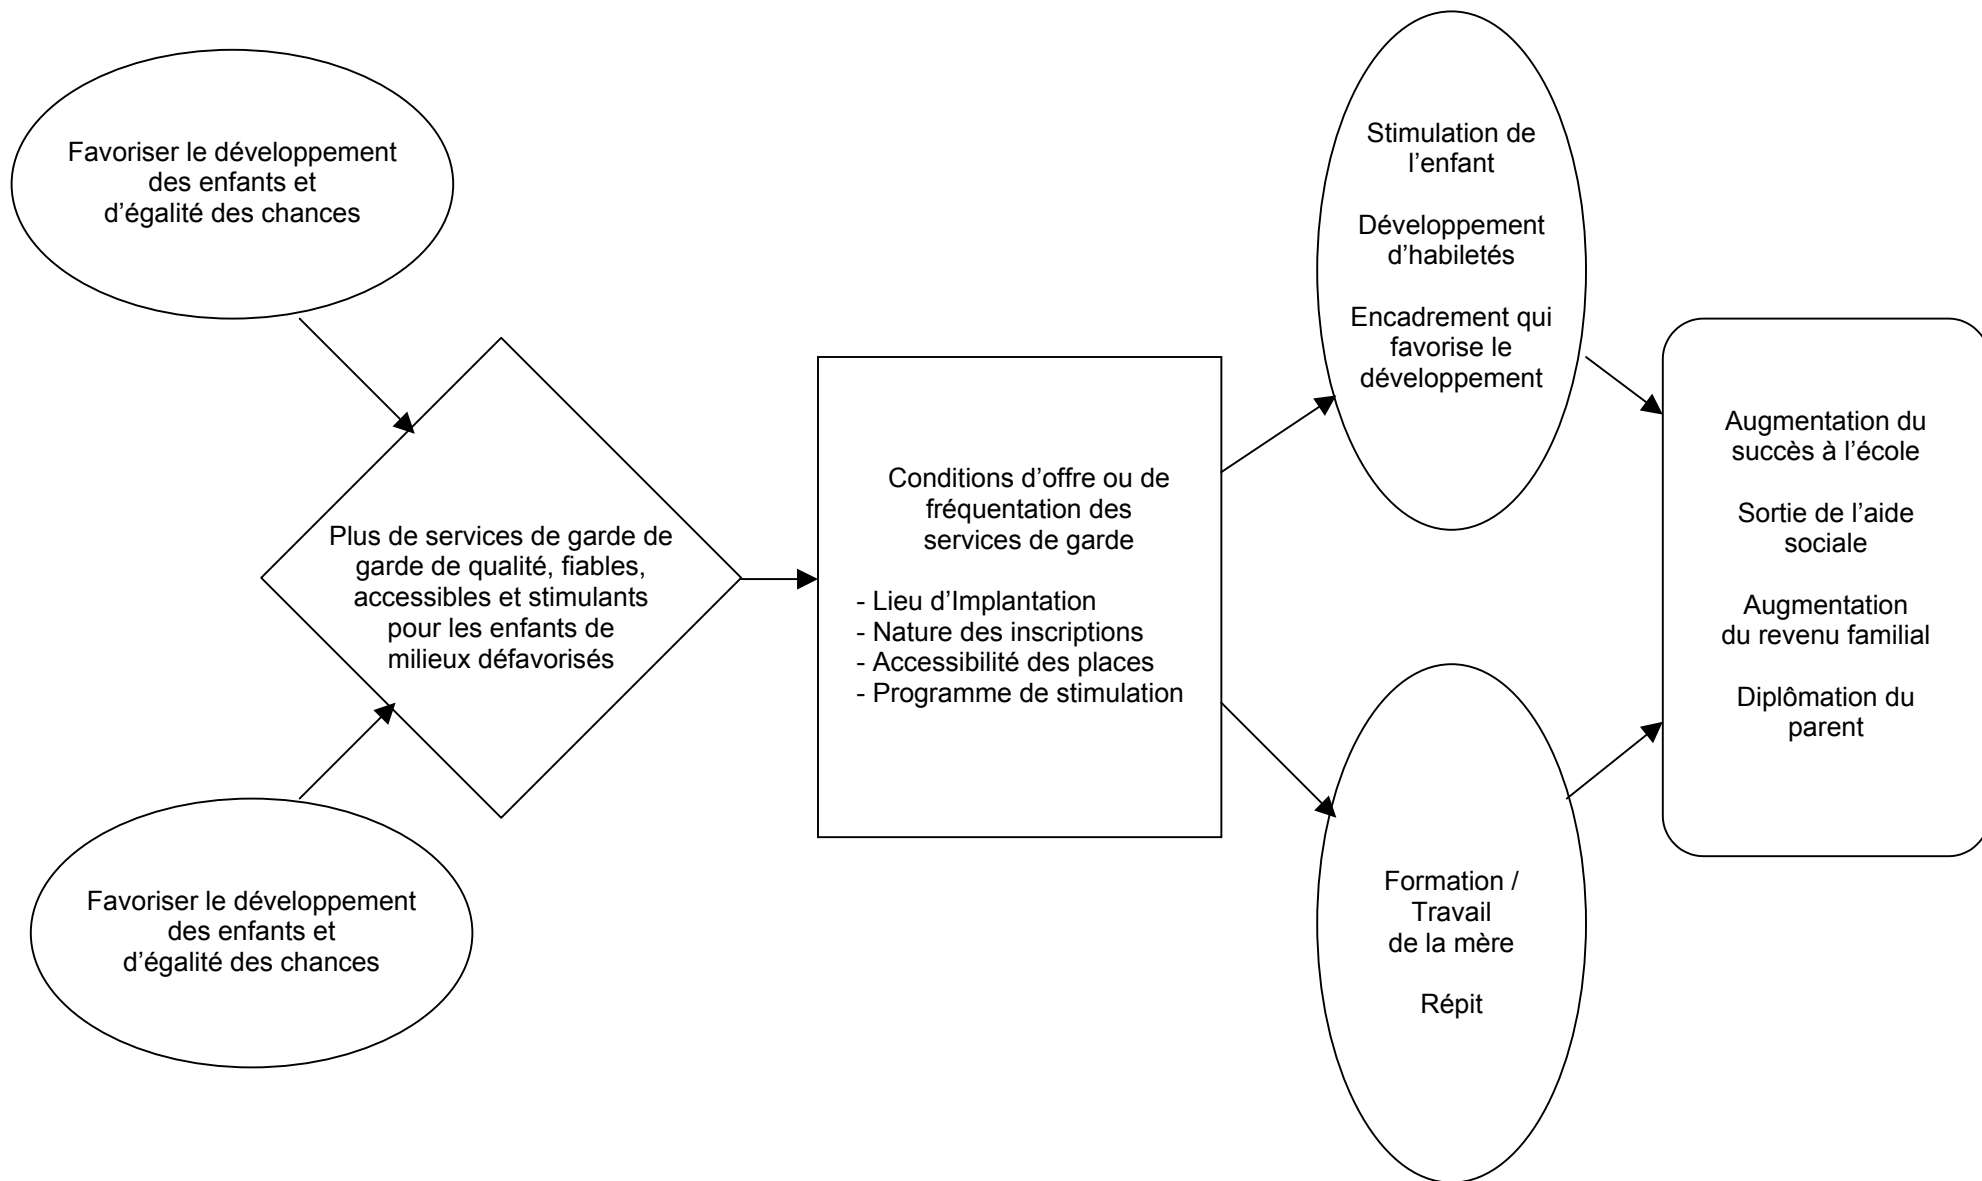 Favoriser le développement
des enfants et
d'égalité des chances
Favoriser le développement
des enfants et
d'égalité des chances
Plus de services de garde de
garde de qualité, fiables,
accessibles et stimulants
pour les enfants de
milieux défavorisés
Conditions d’offre ou de
fréquentation des
services de garde
- Lieu d’Implantation
- Nature des inscriptions
- Accessibilité des places
- Programme de stimulation
Stimulation de
l’enfant
Développement
d’habiletés
Encadrement qui
favorise le
développement
Formation /
Travail
de la mère
Répit
Augmentation du
succès à l’école
Sortie de l’aide
sociale
Augmentation
du revenu familial
Diplômation du
parent